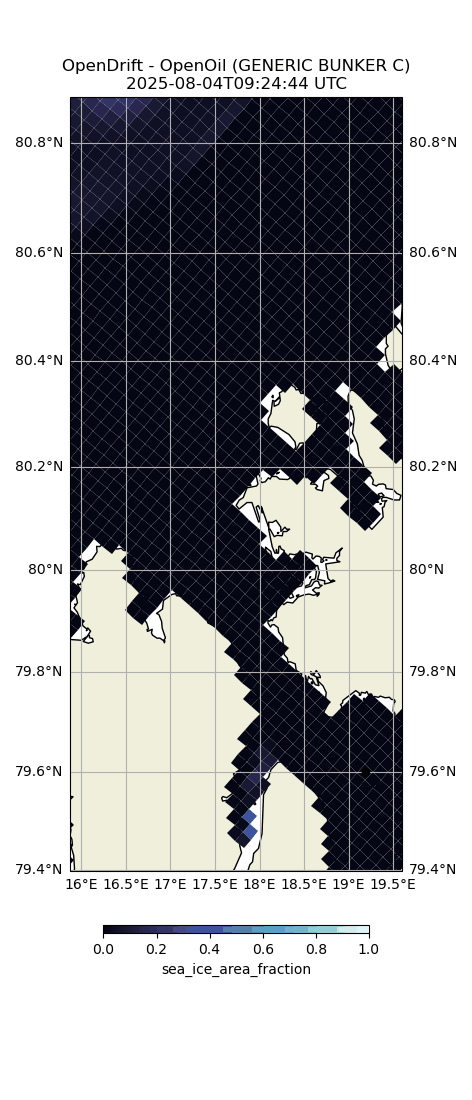 OpenDrift - OpenOil (GENERIC BUNKER C)
2025-08-04T09:24:44 UTC
80.8°N 80.8°N
80.6°N 80.6°N
80.4°N 80.4°N
80.2°N 80.2°N
80°N 80°N
79.8°N 79.8°N
79.6°N 79.6°N
79.4°N 79.4°N
16°E 16.5°E 17°E 17.5°E 18°E 18.5°E 19°E 19.5°E
0.0 0.2 0.4 0.6 0.8 1.0
sea_ice_area_fraction